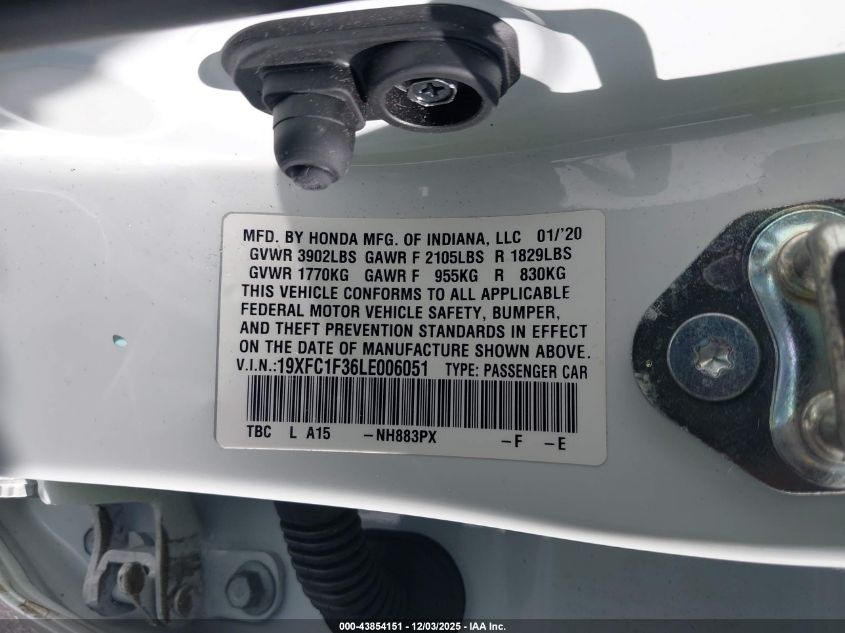 MFD. BY HONDA MFG. OF INDIANA, LLC 01/'20
GVWR 3902LBS GAWR F 2105LBS R 1829LBS
GVWR 1770KG GAWR F 955KG R 830KG
THIS VEHICLE CONFORMS TO ALL APPLICABLE
FEDERAL MOTOR VEHICLE SAFETY, BUMPER,
AND THEFT PREVENTION STANDARDS IN EFFECT
ON THE DATE OF MANUFACTURE SHOWN ABOVE.
V.I.N.:19XFC1F36LE006051 TYPE: PASSENGER CAR
TBC L A15 -NH883PX -F -E
000-43854151 - 12/03/2025 - IAA Inc.